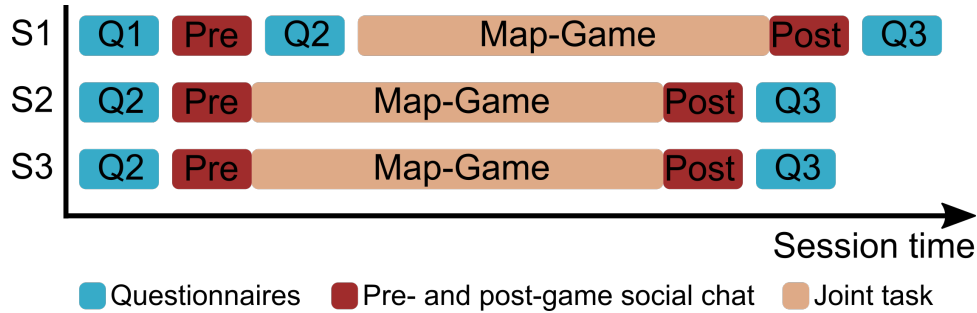 S1 Q1 Pre Q2 Map-Game Post Q3
S2 Q2 Pre Map-Game Post Q3
S3 Q2 Pre Map-Game Post Q3
Session time
Questionnaires Pre- and post-game social chat Joint task